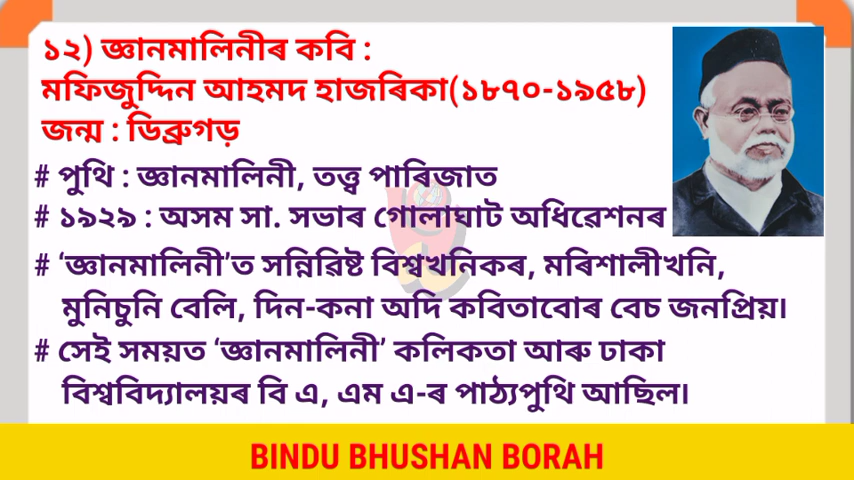 ১২) জ্ঞানমালিনীৰ কবি :
মফিজুদ্দিন আহমদ হাজৰিকা(১৮৭০-১৯৫৮)
জন্ম : ডিব্ৰুগড়
# পুথি : জ্ঞানমালিনী, তত্ত্ব পাৰিজাত
# ১৯২৯ : অসম সা. সভাৰ গোলাঘাট অধিৱেশনৰ
# ‘জ্ঞানমালিনী’ত সন্নিৱিষ্ট বিশ্বখনিকৰ, মৰিশালীখনি,
মুনিচুনি বেলি, দিন-কনা অদি কবিতাবোৰ বেচ জনপ্ৰিয়।
# সেই সময়ত ‘জ্ঞানমালিনী’ কলিকতা আৰু ঢাকা
বিশ্ববিদ্যালয়ৰ বি এ, এম এ-ৰ পাঠ্যপুথি আছিল।
BINDU BHUSHAN BORAH